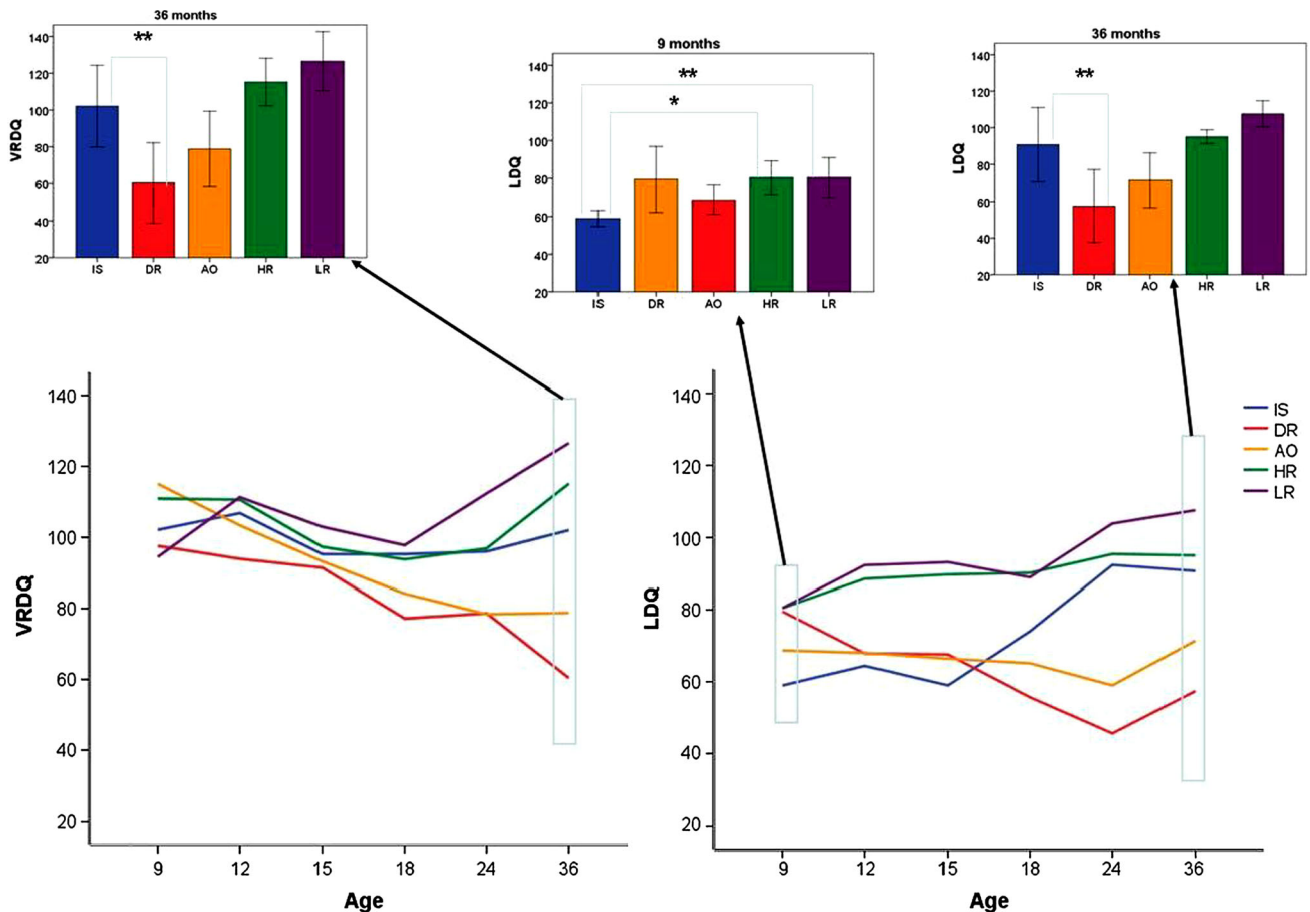 36 months
**
VRDQ
140
120
100
80
60
40
20
IS DR AO HR LR
9 months
**
*
LDQ
140
120
100
80
60
40
20
IS DR AO HR LR
36 months
**
LDQ
140
120
100
80
60
40
20
IS DR AO HR LR
VRDQ
140
120
100
80
60
40
20
9 12 15 18 24 36
Age
LDQ
140
120
100
80
60
40
20
9 12 15 18 24 36
Age
IS
DR
AO
HR
LR